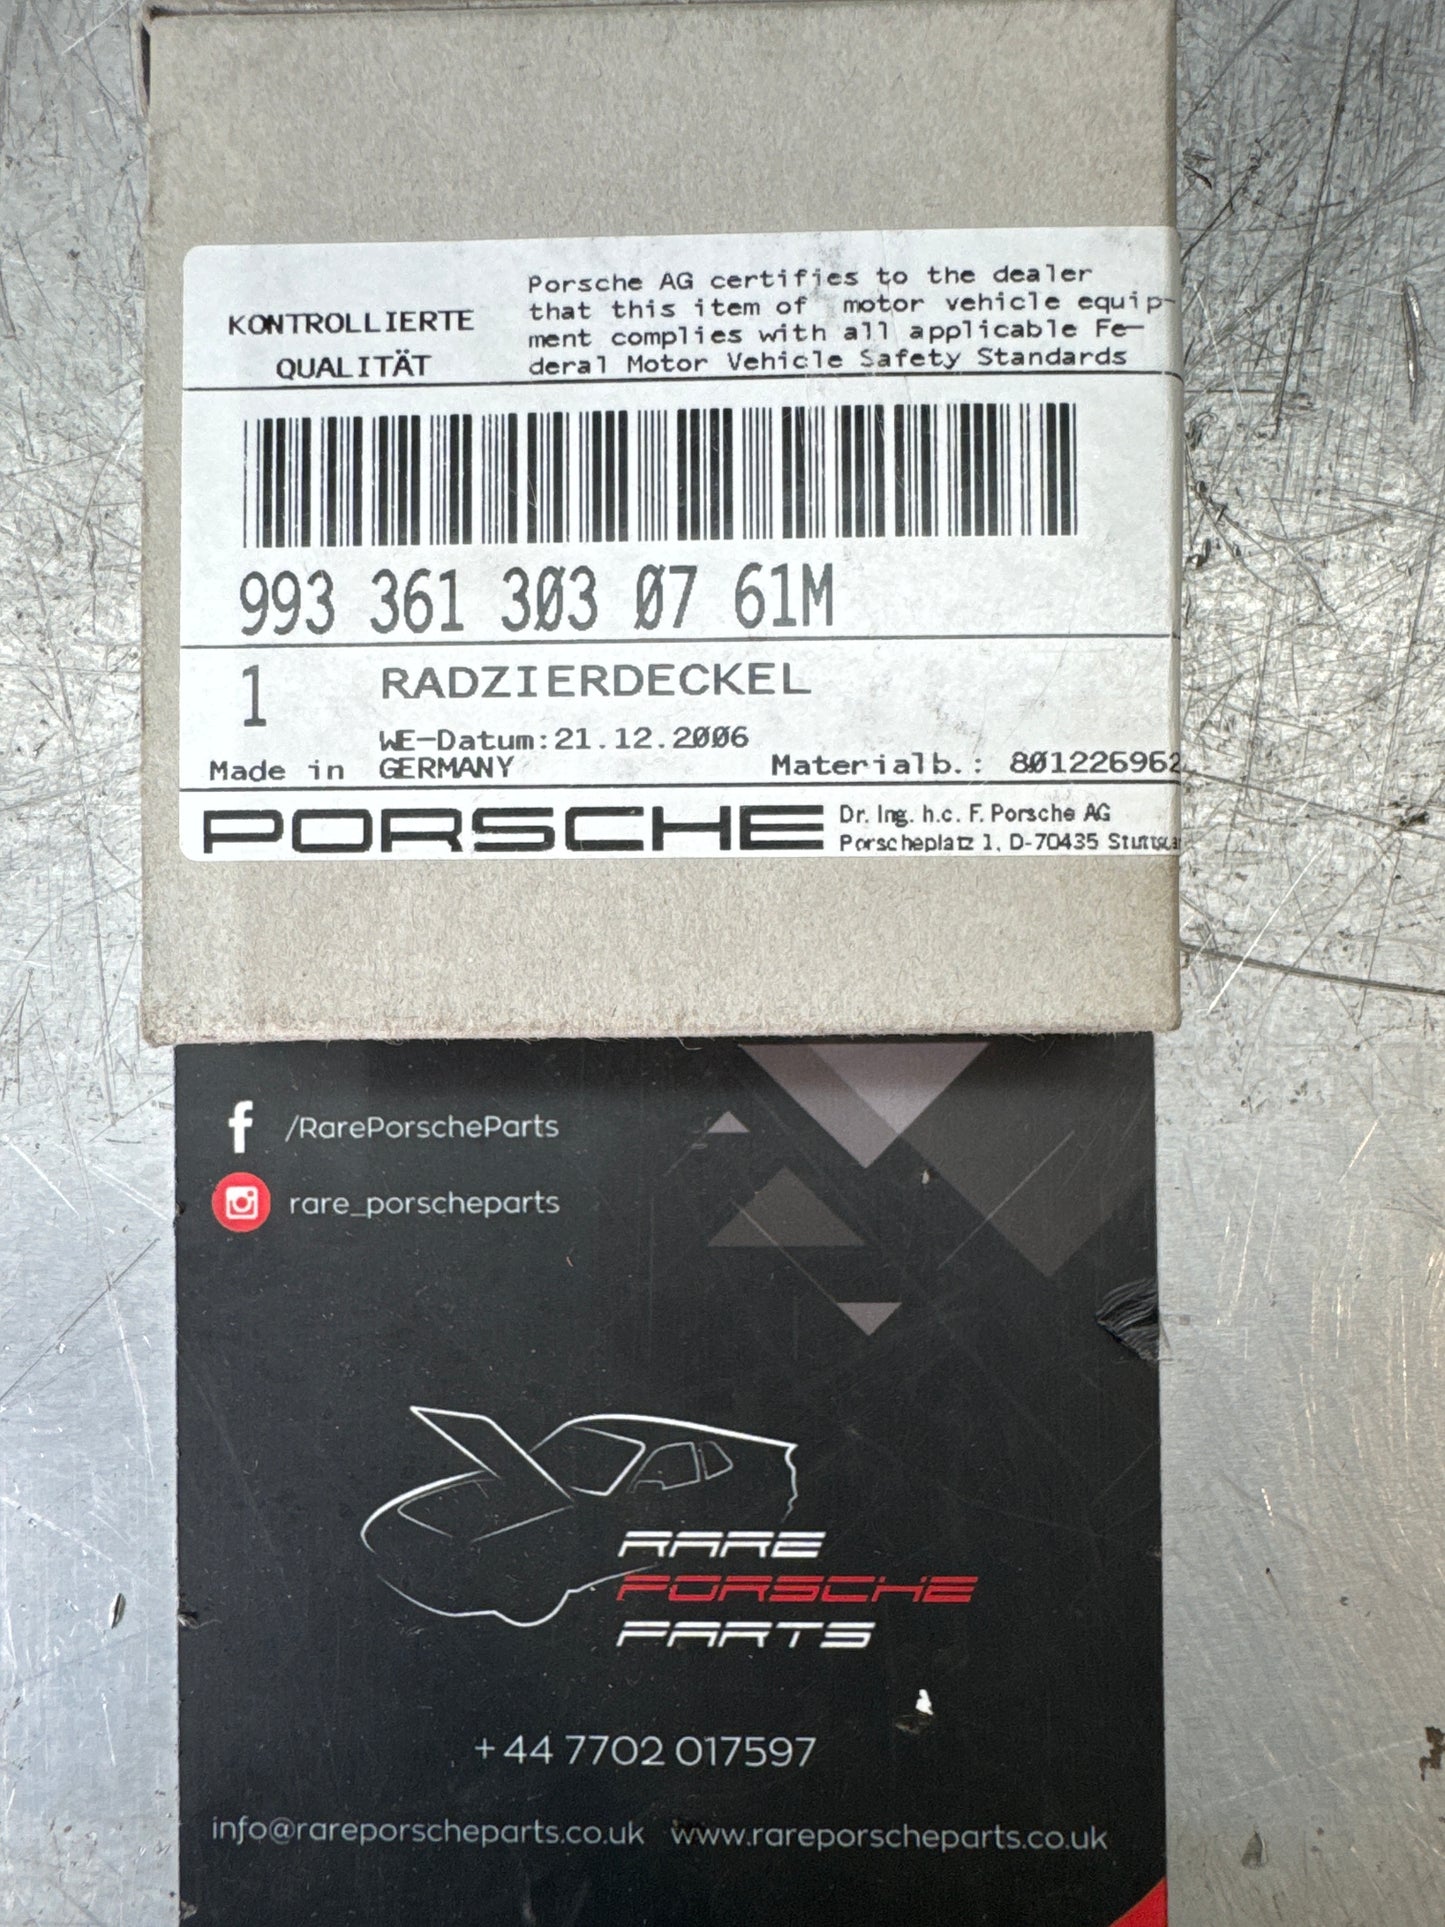 KONTROLLIERTE
QUALITÄT
Porsche AG certifies to the dealer
that this item of motor vehicle equip-
ment complies with all applicable Fe-
deral Motor Vehicle Safety Standards
993 361 303 07 61M
1 RADZIERDECKEL
WE-Datum:21.12.2006
Made in GERMANY Materialb.: 801226962
PORSCHE
Dr. Ing. h.c. F. Porsche AG
Porscheplatz 1, D-70435
/RarePorscheParts
rare_porscheparts
RARE
PORSCHE
PARTS
+44 7702 017597
info@rareporscheparts.co.uk www.rareporscheparts.co.uk